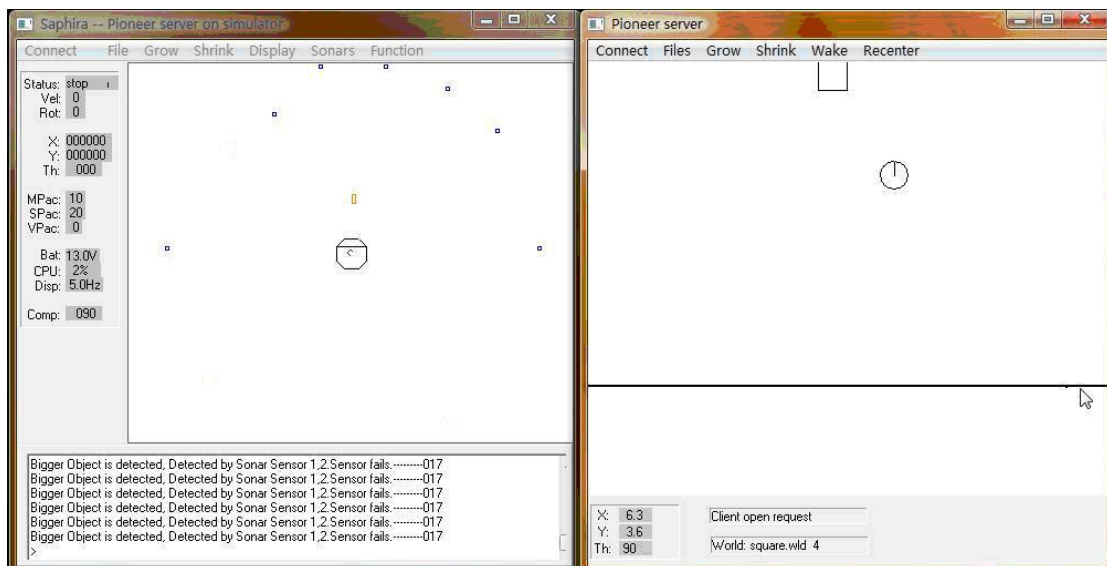 Saphira -- Pioneer server on simulator
Connect File Grow Shrink Display Sonars Function
Status: stop
Vel: 0
Rot: 0
X: 000000
Y: 000000
Th: 000
MPac: 10
SPac: 20
VPac: 0
Bat: 13.0V
CPU: 2%
Disp: 5.0Hz
Comp: 090
Bigger Object is detected, Detected by Sonar Sensor 1,2.Sensor fails.---------017
Bigger Object is detected, Detected by Sonar Sensor 1,2.Sensor fails.---------017
Bigger Object is detected, Detected by Sonar Sensor 1,2.Sensor fails.---------017
Bigger Object is detected, Detected by Sonar Sensor 1,2.Sensor fails.---------017
Bigger Object is detected, Detected by Sonar Sensor 1,2.Sensor fails.---------017
Bigger Object is detected, Detected by Sonar Sensor 1,2.Sensor fails.---------017
>
Pioneer server
Connect Files Grow Shrink Wake Recenter
X: 6.3
Y: 3.6
Th: 90
Client open request
World: square.wld 4